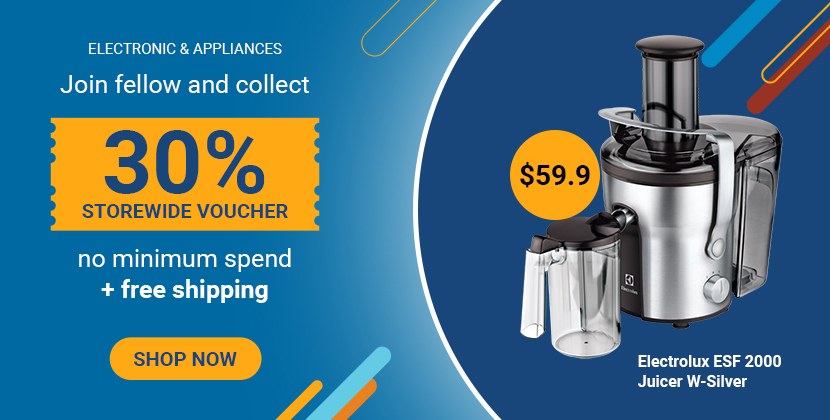 ELECTRONIC & APPLIANCES
Join fellow and collect
30%
STOREWIDE VOUCHER
no minimum spend
+ free shipping
SHOP NOW
$59.9
Electrolux
Electrolux ESF 2000
Juicer W-Silver